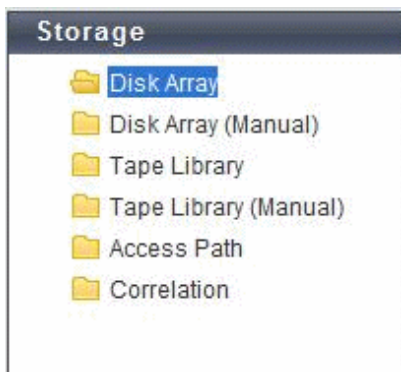 Storage
Disk Array
Disk Array (Manual)
Tape Library
Tape Library (Manual)
Access Path
Correlation